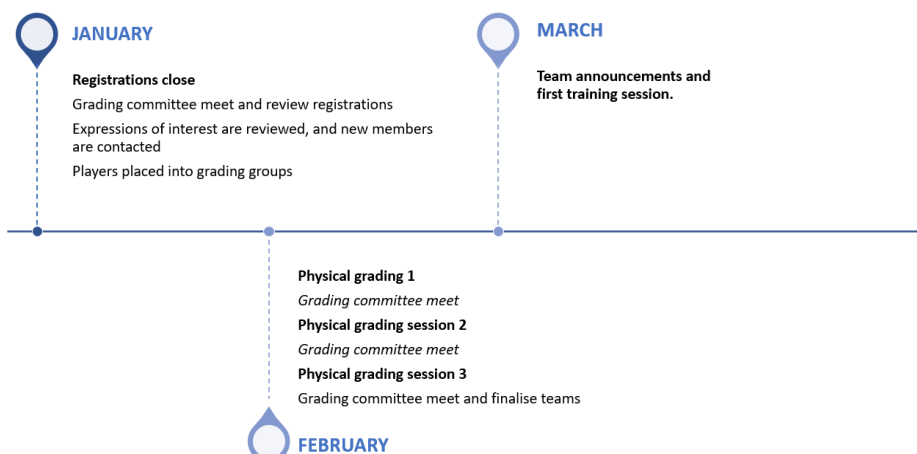 JANUARY
Registrations close
Grading committee meet and review registrations
Expressions of interest are reviewed, and new members
are contacted
Players placed into grading groups
MARCH
Team announcements and
first training session.
Physical grading 1
Grading committee meet
Physical grading session 2
Grading committee meet
Physical grading session 3
Grading committee meet and finalise teams
FEBRUARY